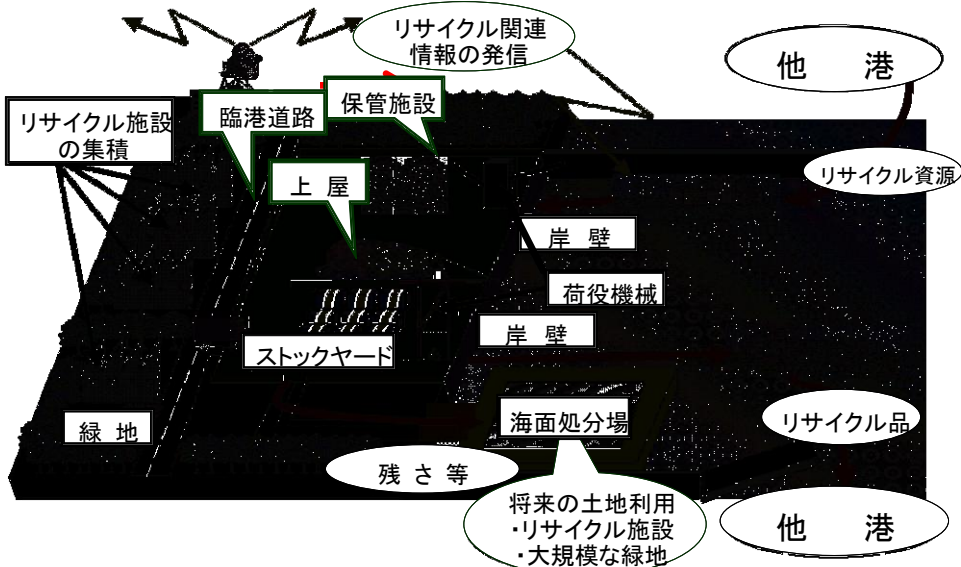 リサイクル関連
情報の発信
他　港
保管施設
臨港道路
リサイクル施設
の集積
リサイクル資源
上 屋
岸 壁
荷役機械
岸 壁
ストックヤード
海面処分場
リサイクル品
緑 地
残 さ 等
将来の土地利用
・リサイクル施設
・大規模な緑地
他　港